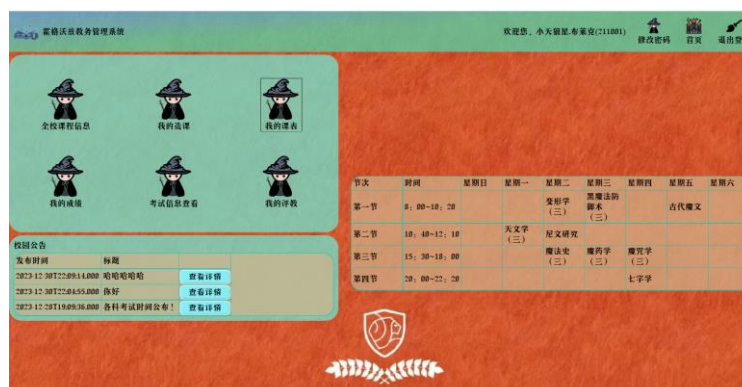 霍格沃兹教务管理系统
欢迎您，小天狼星.布莱克(211001)
修改密码
首页
退出登
全校课程信息
我的选课
我的课表
我的成绩
考试信息查看
我的评教
校园公告
发布时间 标题
2023-12-30T22:09:14.000 哈哈哈哈哈 查看详情
2023-12-30T22:04:55.000 你好 查看详情
2023-12-28T19:09:36.000 各科考试时间公布！ 查看详情
节次 时间 星期日 星期一 星期二 星期三 星期四 星期五 星期六
第一节 8：00~10：20 变形学（三） 黑魔法防御术（三） 古代魔文
第二节 10：40~12：10 天文学（三） 尼文研究
第三节 15：30~18：00 魔法史（三） 魔药学（三） 魔咒学（三）
第四节 20：00~22：20 七字学